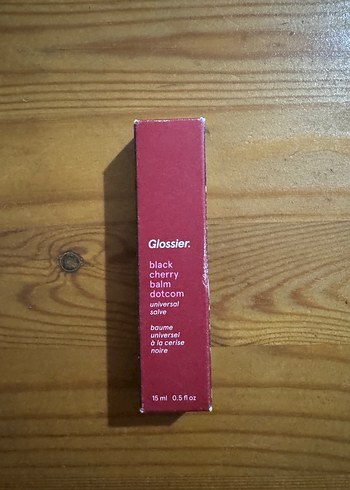 Glossier.
black
cherry
balm
dotcom
universal
salve
baume
universel
à la cerise
noire
15 ml 0.5 fl oz